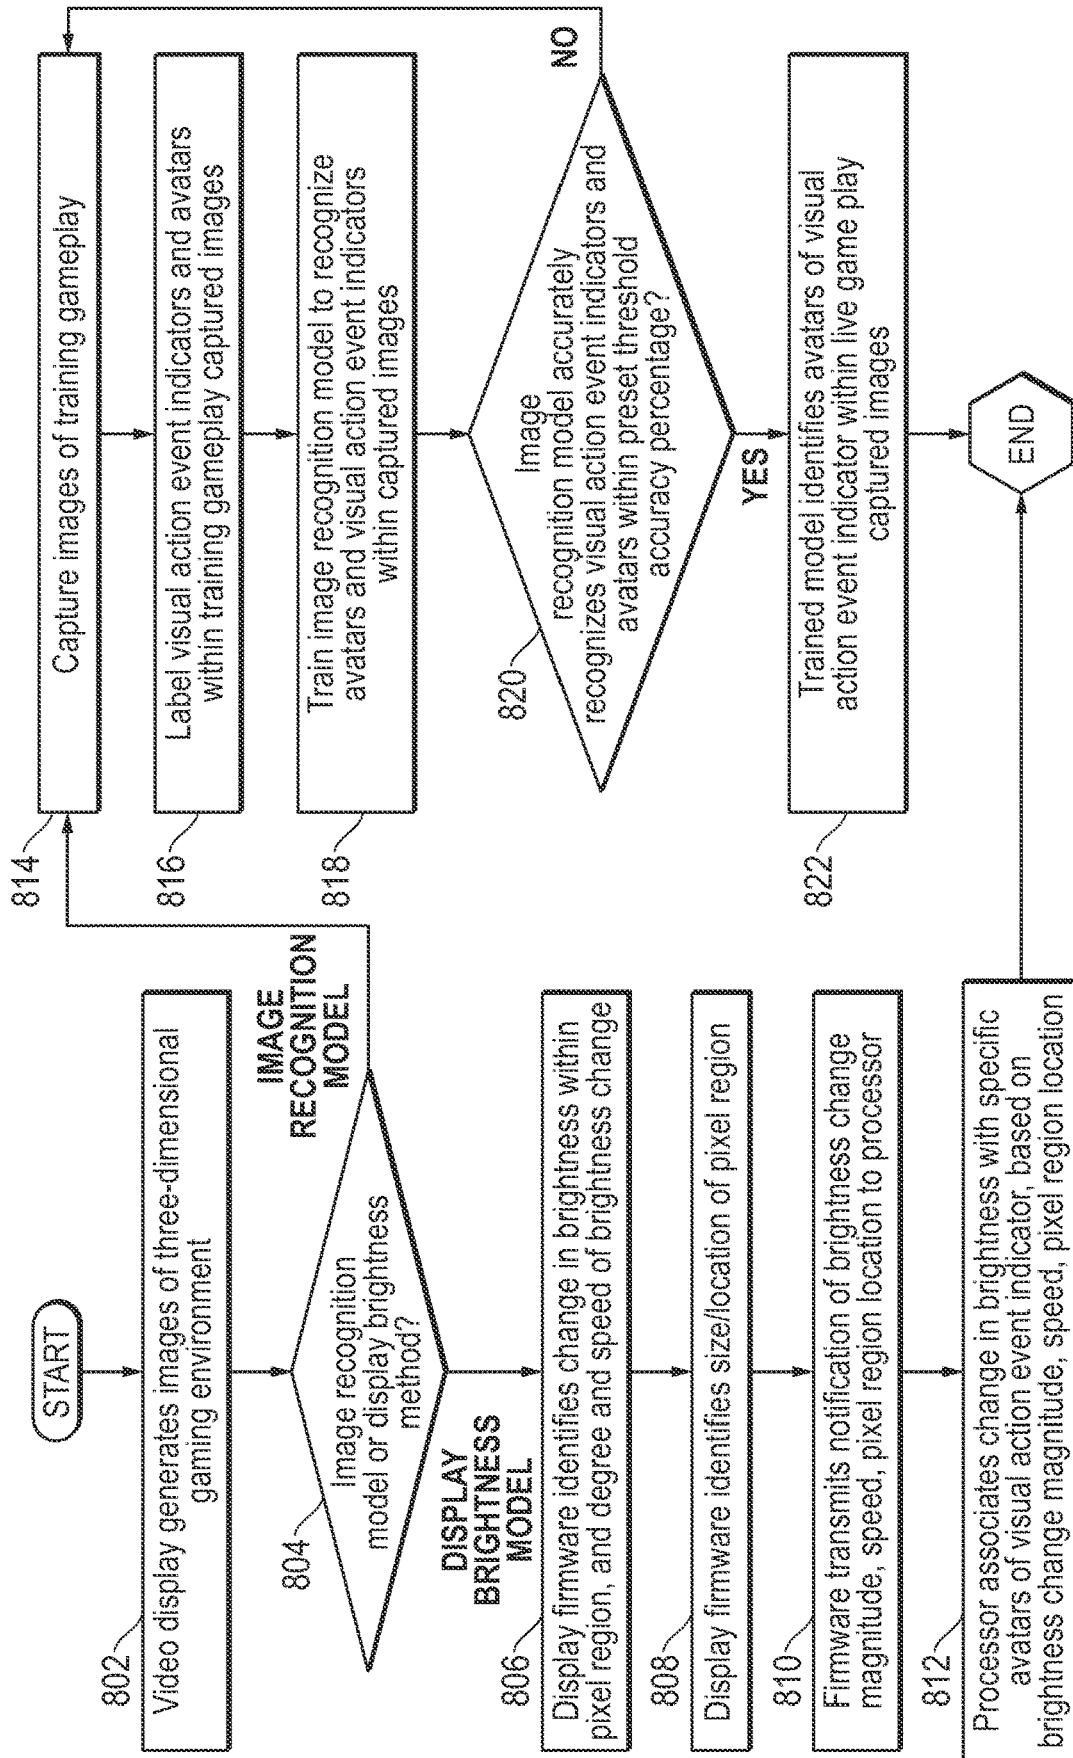 START
802
Video display generates images of three-dimensional
gaming environment
804
Image recognition
model or display brightness
method?
IMAGE
RECOGNITION
MODEL
DISPLAY
BRIGHTNESS
MODEL
806
Display firmware identifies change in brightness within
pixel region, and degree and speed of brightness change
808
Display firmware identifies size/location of pixel region
810
Firmware transmits notification of brightness change
magnitude, speed, pixel region location to processor
812
Processor associates change in brightness with specific
avatars of visual action event indicator, based on
brightness change magnitude, speed, pixel region location
814
Capture images of training gameplay
816
Label visual action event indicators and avatars
within training gameplay captured images
818
Train image recognition model to recognize
avatars and visual action event indicators
within captured images
820
Image
recognition model accurately
recognizes visual action event indicators and
avatars within preset threshold
accuracy percentage?
NO
YES
822
Trained model identifies avatars of visual
action event indicator within live game play
captured images
END